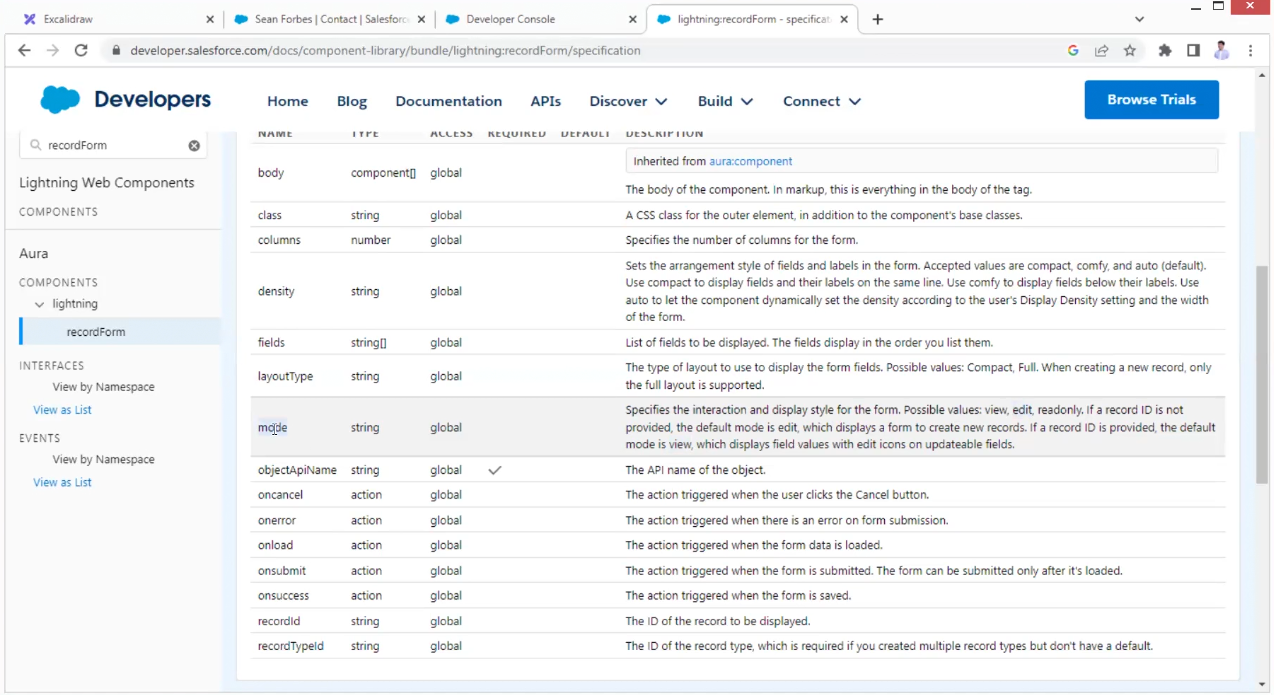 Excalidraw
Sean Forbes | Contact | Salesforc
Developer Console
lightning:recordForm - specificat
developer.salesforce.com/docs/component-library/bundle/lightning:recordForm/specification
Developers
Home Blog Documentation APIs Discover Build Connect
Browse Trials
recordForm
Lightning Web Components
COMPONENTS
Aura
COMPONENTS
lightning
recordForm
INTERFACES
View by Namespace
View as List
EVENTS
View by Namespace
View as List
NAME TYPE ACCESS REQUIRED DEFAULT DESCRIPTION
Inherited from aura:component
body component[] global
The body of the component. In markup, this is everything in the body of the tag.
class string global A CSS class for the outer element, in addition to the component's base classes.
columns number global Specifies the number of columns for the form.
density string global
Sets the arrangement style of fields and labels in the form. Accepted values are compact, comfy, and auto (default).
Use compact to display fields and their labels on the same line. Use comfy to display fields below their labels. Use
auto to let the component dynamically set the density according to the user's Display Density setting and the width
of the form.
fields string[] global List of fields to be displayed. The fields display in the order you list them.
layoutType string global
The type of layout to use to display the form fields. Possible values: Compact, Full. When creating a new record, only
the full layout is supported.
mode string global
Specifies the interaction and display style for the form. Possible values: view, edit, readonly. If a record ID is not
provided, the default mode is edit, which displays a form to create new records. If a record ID is provided, the default
mode is view, which displays field values with edit icons on updateable fields.
objectApiName string global The API name of the object.
oncancel action global The action triggered when the user clicks the Cancel button.
onerror action global The action triggered when there is an error on form submission.
onload action global The action triggered when the form data is loaded.
onsubmit action global The action triggered when the form is submitted. The form can be submitted only after it's loaded.
onsuccess action global The action triggered when the form is saved.
recordId string global The ID of the record to be displayed.
recordTypeId string global The ID of the record type, which is required if you created multiple record types but don't have a default.